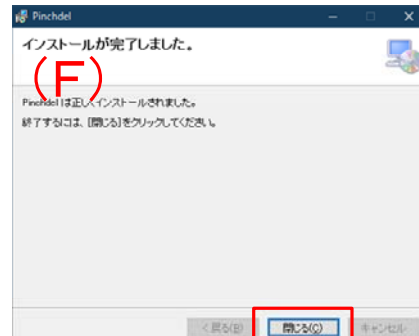 Pinchdel
インストールが完了しました。
(F)
Pinchdel は正しくインストールされました。
終了するには、[閉じる]をクリックしてください。
< 戻る(B)
閉じる(C)
キャンセル